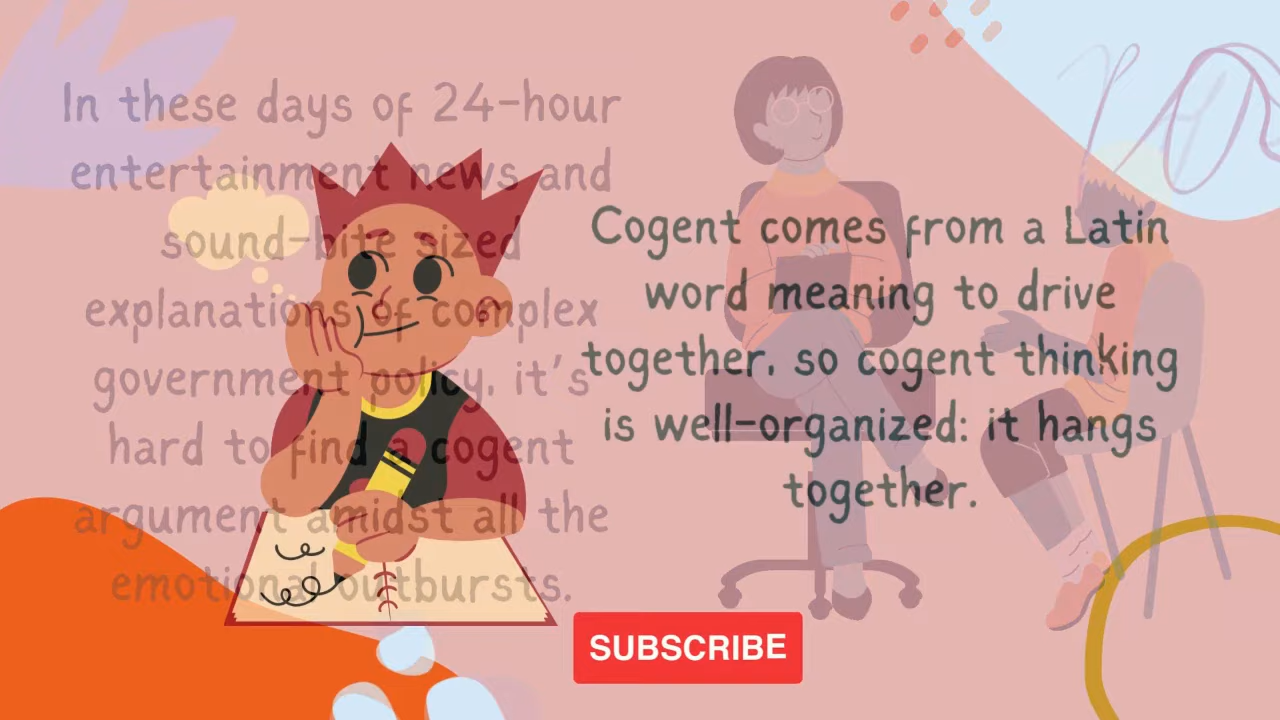 In these days of 24-hour
entertainment news and
sound-bite sized
explanations of complex
government policy, it's
hard to find a cogent
argument amidst all the
emotional outbursts.
Cogent comes from a Latin
word meaning to drive
together, so cogent thinking
is well-organized: it hangs
together.
SUBSCRIBE